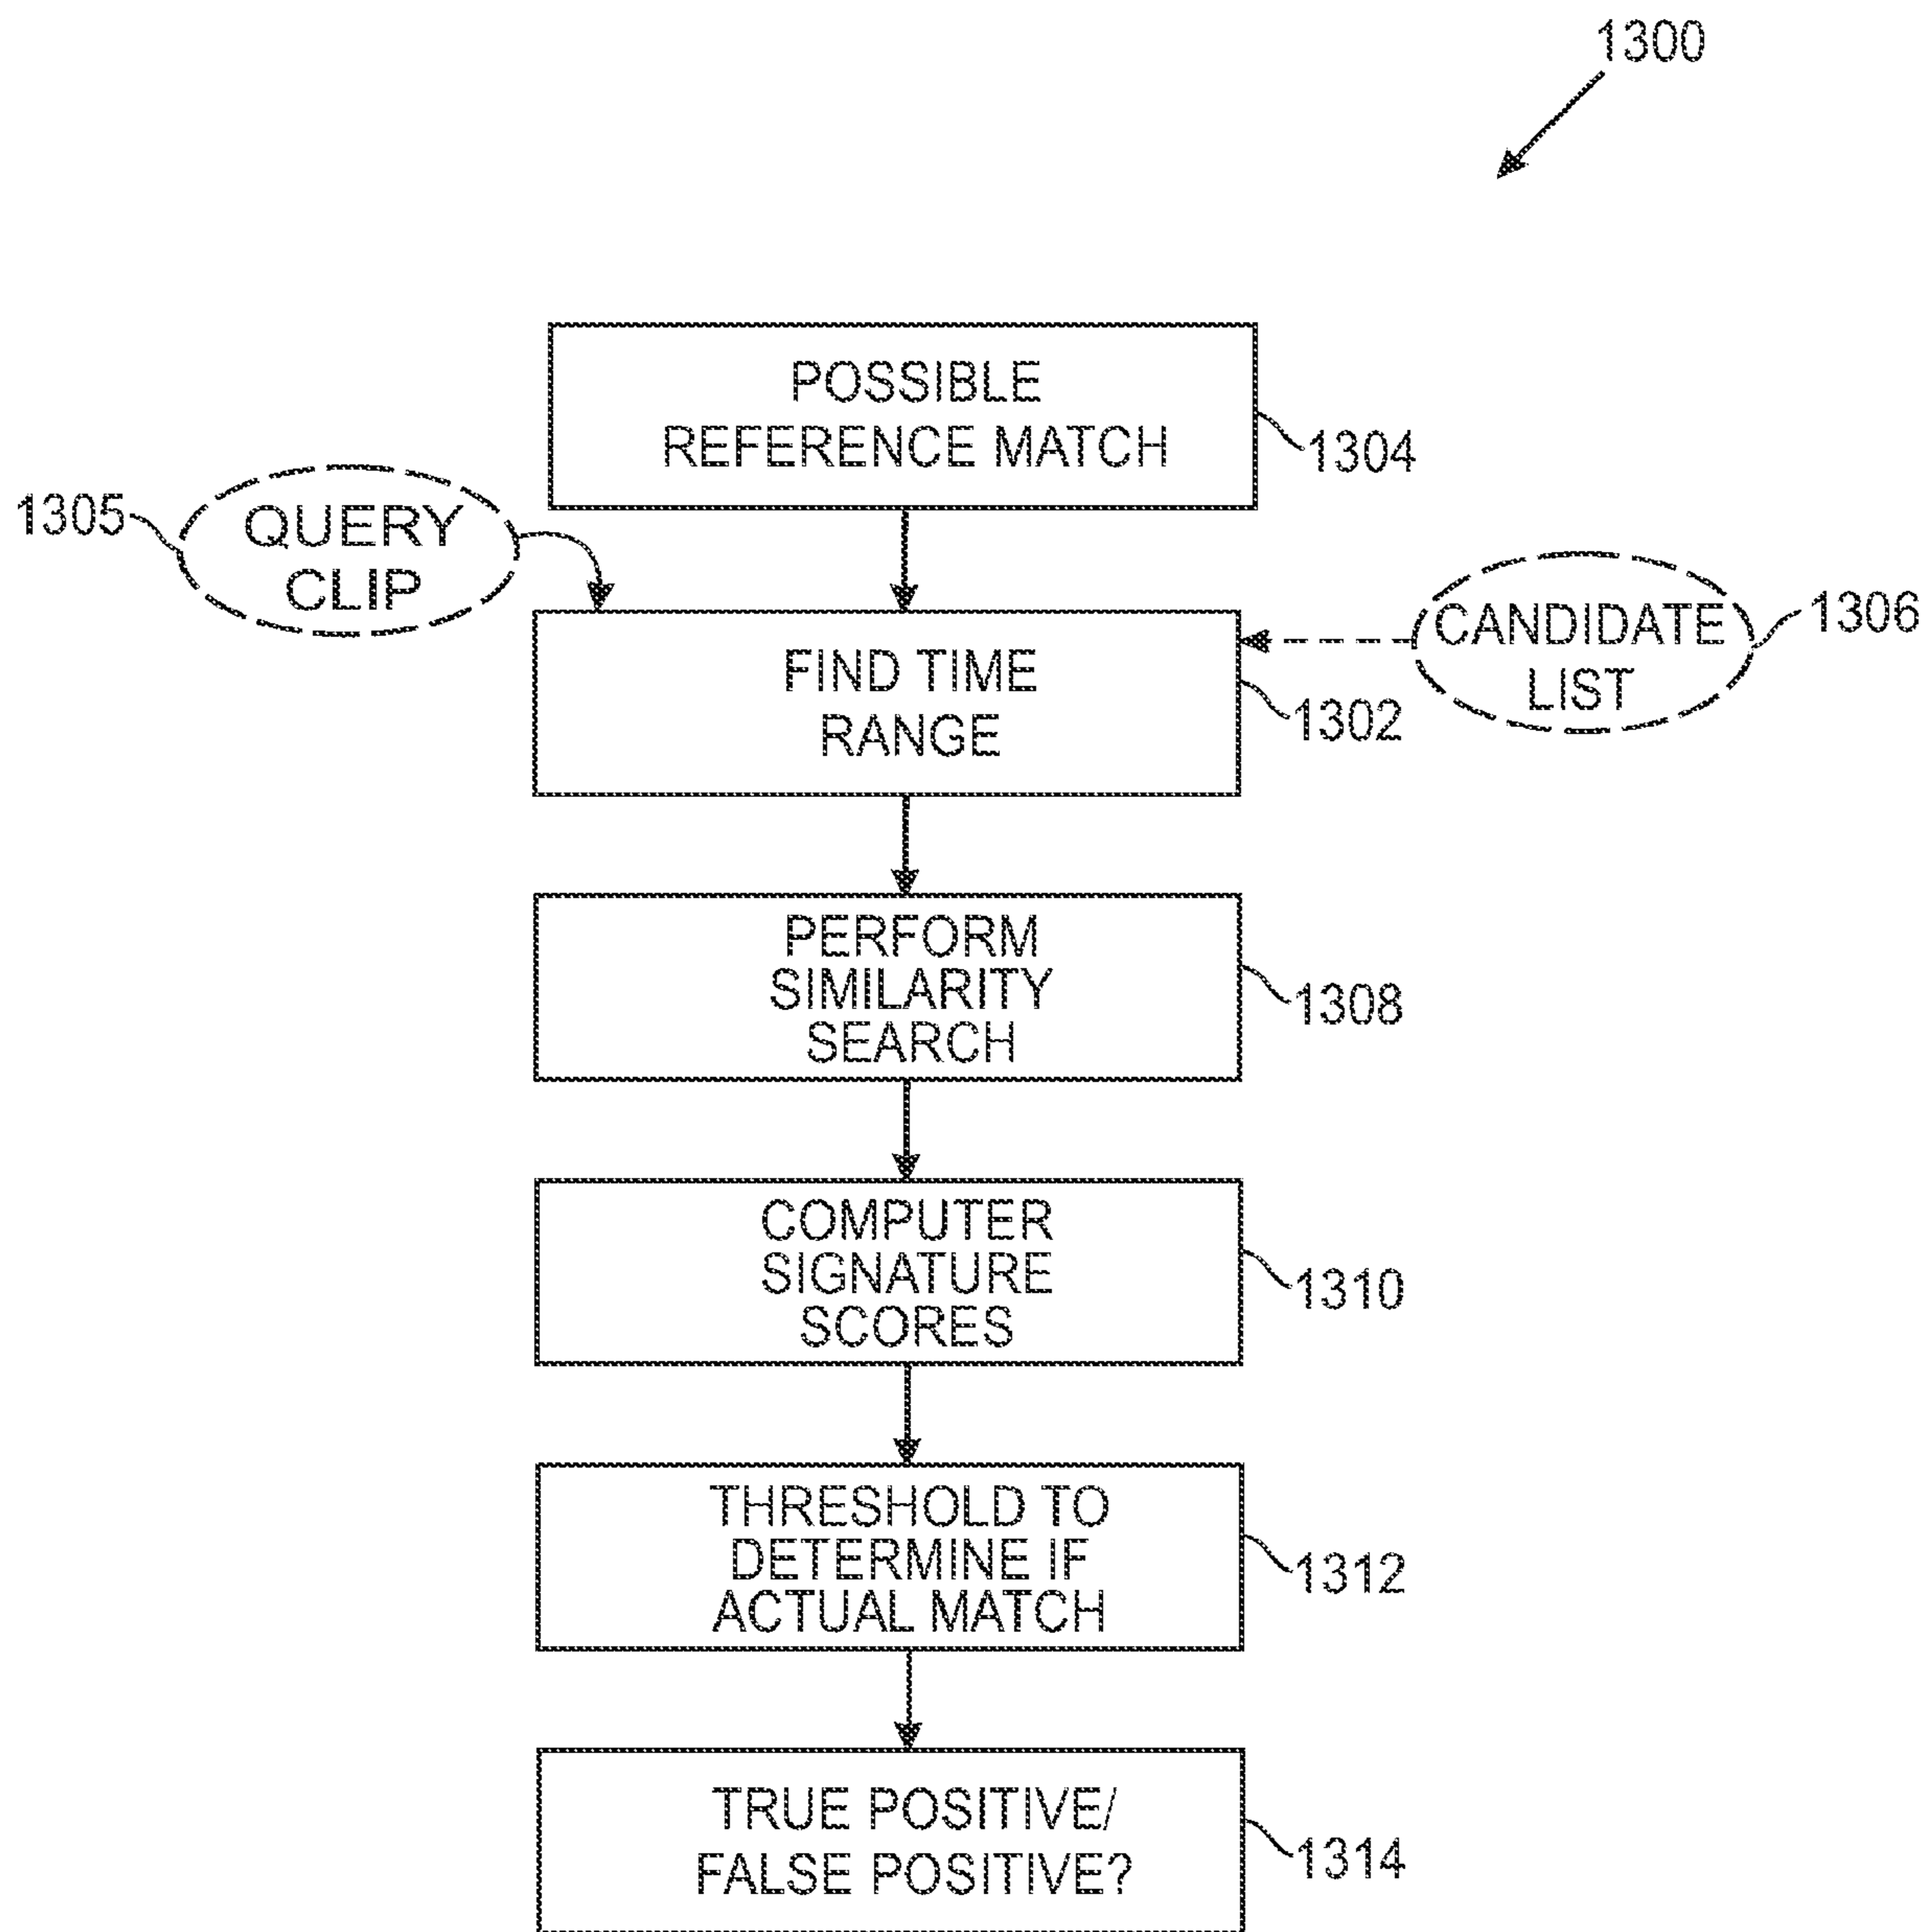 1300
POSSIBLE
REFERENCE MATCH
1304
1305
QUERY
CLIP
CANDIDATE
LIST
1306
FIND TIME
RANGE
1302
PERFORM
SIMILARITY
SEARCH
1308
COMPUTER
SIGNATURE
SCORES
1310
THRESHOLD TO
DETERMINE IF
ACTUAL MATCH
1312
TRUE POSITIVE/
FALSE POSITIVE?
1314